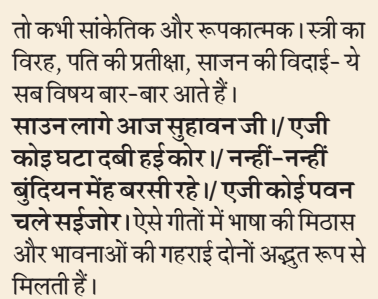 तो कभी सांकेतिक और रूपकात्मक। स्त्री का
विरह, पति की प्रतीक्षा, साजन की विदाई- ये
सब विषय बार-बार आते हैं।
साउन लागे आज सुहावन जी।/ एजी
कोइ घटा दबी हई कोर।/ नन्हीं-नन्हीं
बुंदियन मेंह बरसी रहे।/ एजी कोई पवन
चले सईजोर। ऐसे गीतों में भाषा की मिठास
और भावनाओं की गहराई दोनों अद्भुत रूप से
मिलती हैं।